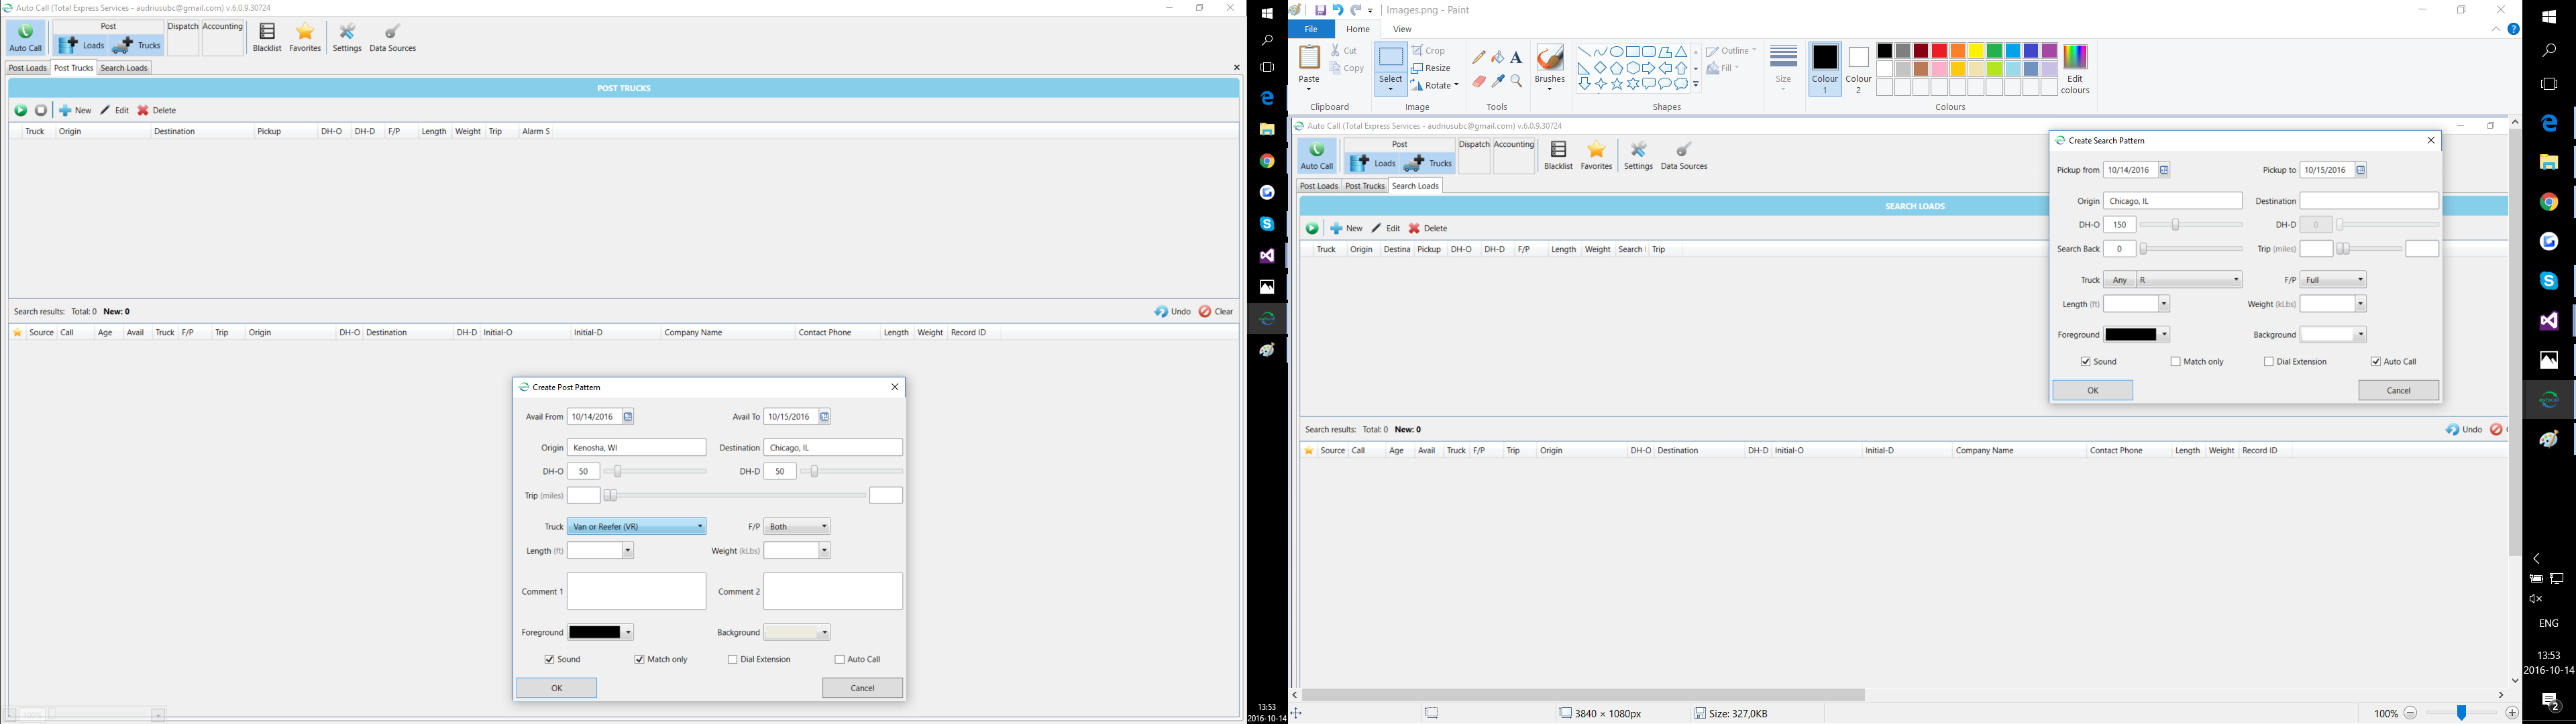 Auto Call (Total Express Services - audriusubc@gmail.com) v.6.0.9.30724
Post
Dispatch Accounting
Auto Call Loads Trucks Blacklist Favorites Settings Data Sources
Post Loads Post Trucks Search Loads
POST TRUCKS
New Edit Delete
Truck Origin Destination Pickup DH-O DH-D F/P Length Weight Trip Alarm S
Search results: Total: 0 New: 0 Undo Clear
Source Call Age Avail Truck F/P Trip Origin DH-O Destination DH-D Initial-O Initial-D Company Name Contact Phone Length Weight Record ID
Create Post Pattern
Avail From 10/14/2016 Avail To 10/15/2016
Origin Kenosha, WI Destination Chicago, IL
DH-O 50 DH-D 50
Trip (miles)
Truck Van or Reefer (VR) F/P Both
Length (ft) Weight (kLbs)
Comment 1 Comment 2
Foreground Background
Sound Match only Dial Extension Auto Call
OK Cancel
100%
13:53
2016-10-14
Images.png - Paint
File Home View
Paste Cut Copy
Select Crop Resize Rotate
Brushes
Outline Fill
Size
Colour 1 Colour 2
Edit colours
Clipboard Image Tools Shapes Colours
Auto Call (Total Express Services - audriusubc@gmail.com) v.6.0.9.30724
Post
Dispatch Accounting
Auto Call Loads Trucks Blacklist Favorites Settings Data Sources
Post Loads Post Trucks Search Loads
SEARCH LOADS
New Edit Delete
Truck Origin Destina Pickup DH-O DH-D F/P Length Weight Search Trip
Create Search Pattern
Pickup from 10/14/2016 Pickup to 10/15/2016
Origin Chicago, IL Destination
DH-O 150 DH-D 0
Search Back 0 Trip (miles)
Truck Any R F/P Full
Length (ft) Weight (kLbs)
Foreground Background
Sound Match only Dial Extension Auto Call
OK Cancel
Search results: Total: 0 New: 0 Undo
Source Call Age Avail Truck F/P Trip Origin DH-O Destination DH-D Initial-O Initial-D Company Name Contact Phone Length Weight Record ID
3840 × 1080px Size: 327,0KB 100%
ENG
13:53
2016-10-14
2